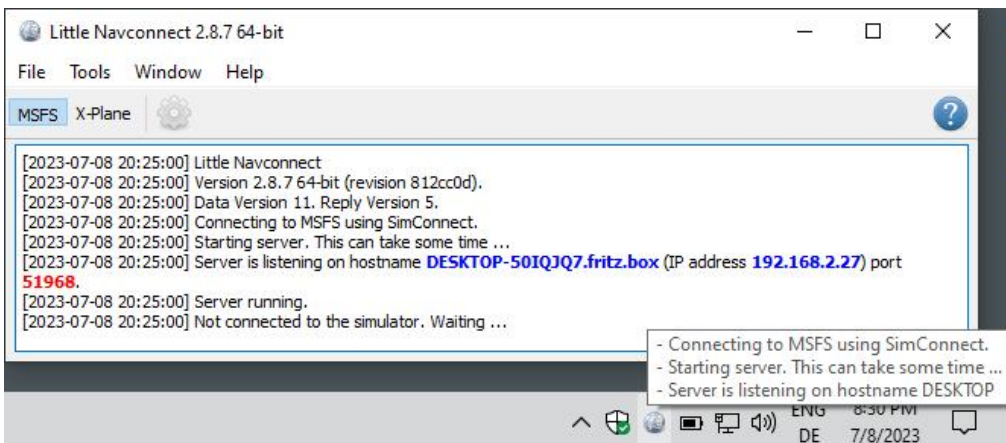 Little Navconnect 2.8.7 64-bit
File Tools Window Help
MSFS X-Plane
[2023-07-08 20:25:00] Little Navconnect
[2023-07-08 20:25:00] Version 2.8.7 64-bit (revision 812cc0d).
[2023-07-08 20:25:00] Data Version 11. Reply Version 5.
[2023-07-08 20:25:00] Connecting to MSFS using SimConnect.
[2023-07-08 20:25:00] Starting server. This can take some time ...
[2023-07-08 20:25:00] Server is listening on hostname DESKTOP-50IQJQ7.fritz.box (IP address 192.168.2.27) port
51968.
[2023-07-08 20:25:00] Server running.
[2023-07-08 20:25:00] Not connected to the simulator. Waiting ...
- Connecting to MSFS using SimConnect.
- Starting server. This can take some time ...
- Server is listening on hostname DESKTOP
ENG 8:30 PM
DE 7/8/2023